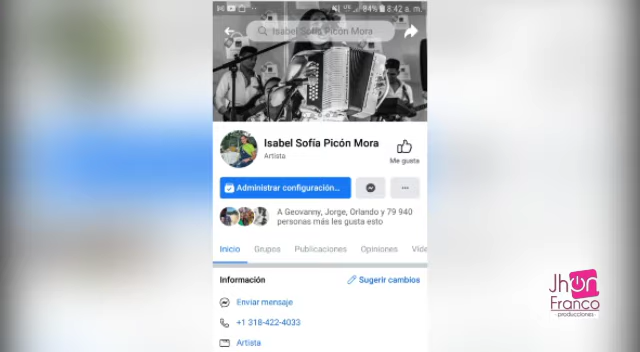 84% 8:42 a. m.
Isabel Sofía Picón Mora
Isabel Sofía Picón Mora
Artista
Me gusta
Administrar configuración...
A Geovanny, Jorge, Orlando y 79 940
personas más les gusta esto
Inicio Grupos Publicaciones Opiniones Víde
Información
Sugerir cambios
Enviar mensaje
+1 318-422-4033
Artista
Jhon
Franco
producciones